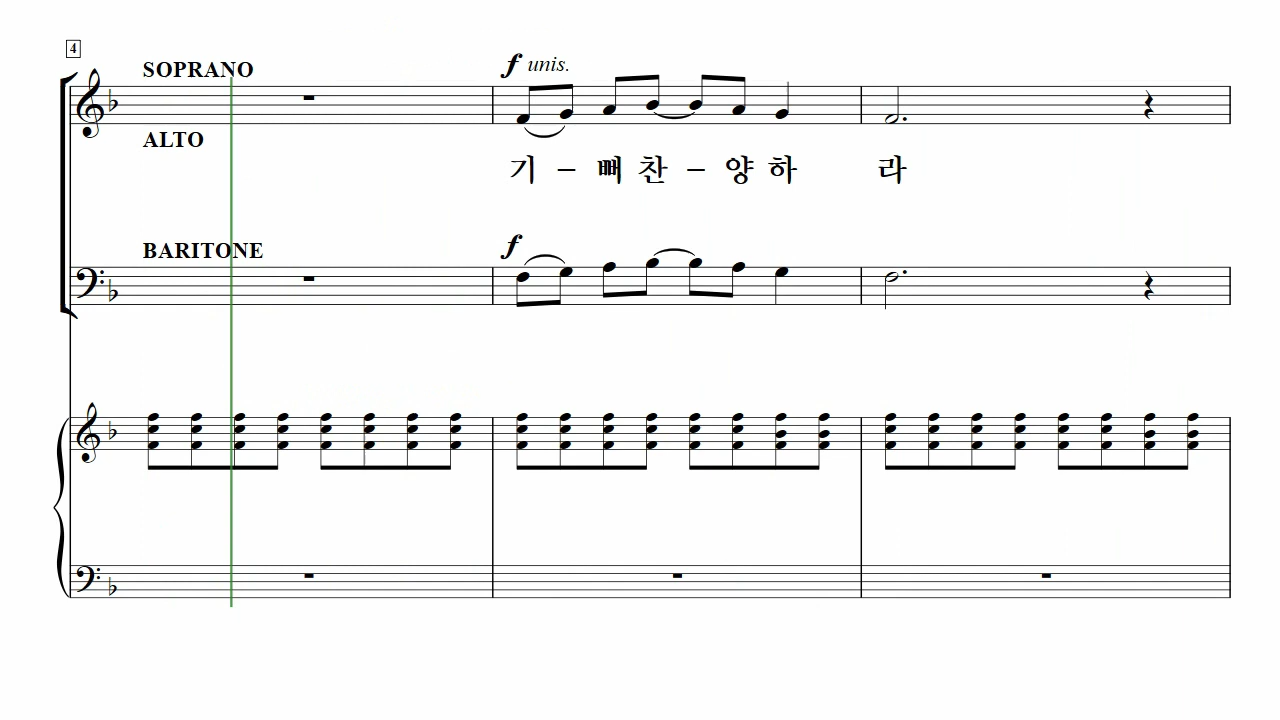 4
SOPRANO
f unis.
ALTO
기 – 뻐 찬 – 양 하 라
BARITONE
f